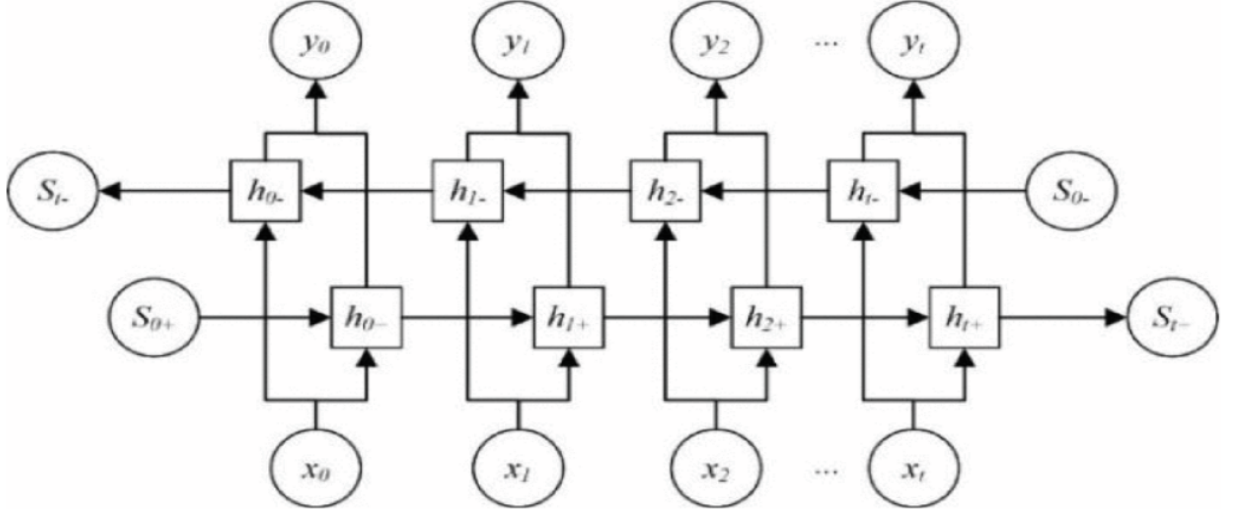 y₀ y₁ y₂ ... yₜ
Sₜ₋ h₀₋ h₁₋ h₂₋ hₜ₋ S₀₋
S₀₊ h₀₋ h₁₊ h₂₊ hₜ₊ Sₜ₋
x₀ x₁ x₂ ... xₜ